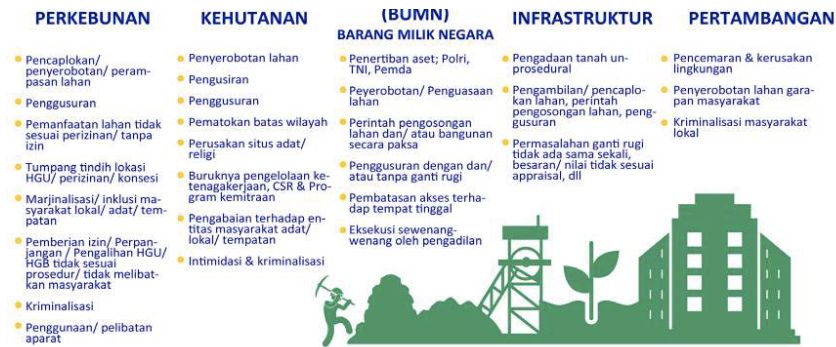 PERKEBUNAN
Pencaplokan/
penyerobotan/ peram-
pasan lahan
Penggusuran
Pemanfaatan lahan tidak
sesuai perizinan/ tanpa
izin
Tumpang tindih lokasi
HGU/ perizinan/ konsesi
Marjinalisasi/ inklusi ma-
syarakat lokal/ adat/ tem-
patan
Pemberian izin/ Perpan-
jangan / Pengalihan HGU/
HGB tidak sesuai
prosedur/ tidak melibat-
kan masyarakat
Kriminalisasi
Penggunaan/ pelibatan
aparat
KEHUTANAN
Penyerobotan lahan
Pengusiran
Penggusuran
Pematokan batas wilayah
Perusakan situs adat/
religi
Buruknya pengelolaan ke-
tenagakerjaan, CSR & Pro-
gram kemitraan
Pengabaian terhadap en-
titas masyarakat adat/
lokal/ tempatan
Intimidasi & kriminalisasi
(BUMN)
BARANG MILIK NEGARA
Penertiban aset; Polri,
TNI, Pemda
Peyerobotan/ Penguasaan
lahan
Perintah pengosongan
lahan dan/ atau bangunan
secara paksa
Penggusuran dengan dan/
atau tanpa ganti rugi
Pembatasan akses terha-
dap tempat tinggal
Eksekusi sewenang-
wenang oleh pengadilan
INFRASTRUKTUR
Pengadaan tanah un-
prosedural
Pengambilan/ pencaplo-
kan lahan, perintah
pengosongan lahan, peng-
gusuran
Permasalahan ganti rugi
tidak ada sama sekali,
besaran/ nilai tidak sesuai
appraisal, dll
PERTAMBANGAN
Pencemaran & kerusakan
lingkungan
Penyerobotan lahan gara-
pan masyarakat
Kriminalisasi masyarakat
lokal